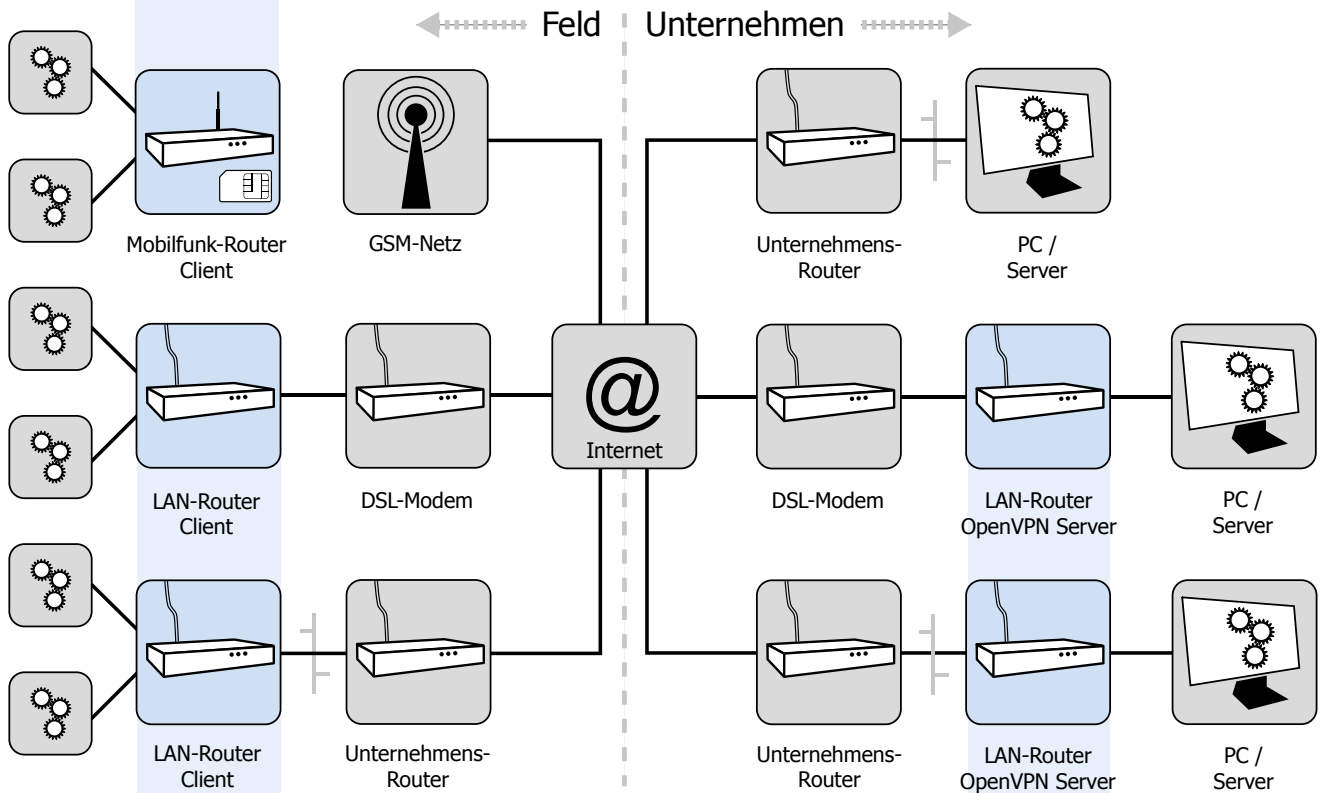 Feld
Unternehmen
Mobilfunk-Router
Client
GSM-Netz
Unternehmens-
Router
PC /
Server
@
Internet
LAN-Router
Client
DSL-Modem
DSL-Modem
LAN-Router
OpenVPN Server
PC /
Server
LAN-Router
Client
Unternehmens-
Router
Unternehmens-
Router
LAN-Router
OpenVPN Server
PC /
Server